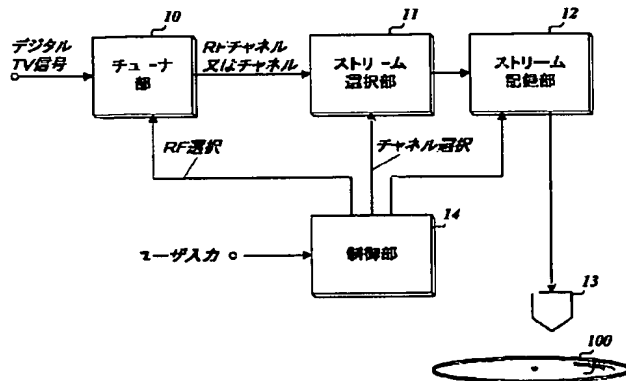 10
11
12
デジタル
TV信号
チューナ
部
RFチャネル
又はチャネル
ストリーム
選択部
ストリーム
記録部
RF選択
チャネル選択
14
ユーザ入力
制御部
13
100